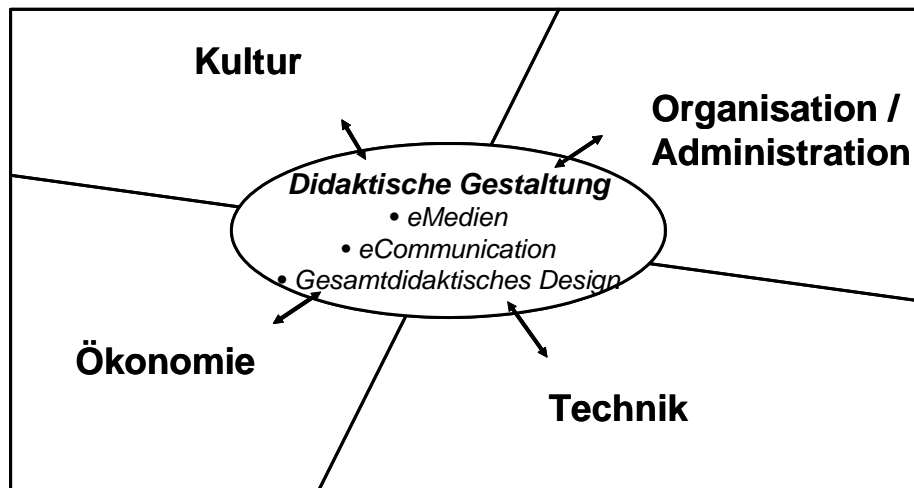 Kultur
Organisation /
Administration
Didaktische Gestaltung
• eMedien
• eCommunication
• Gesamtdidaktisches Design
Ökonomie
Technik